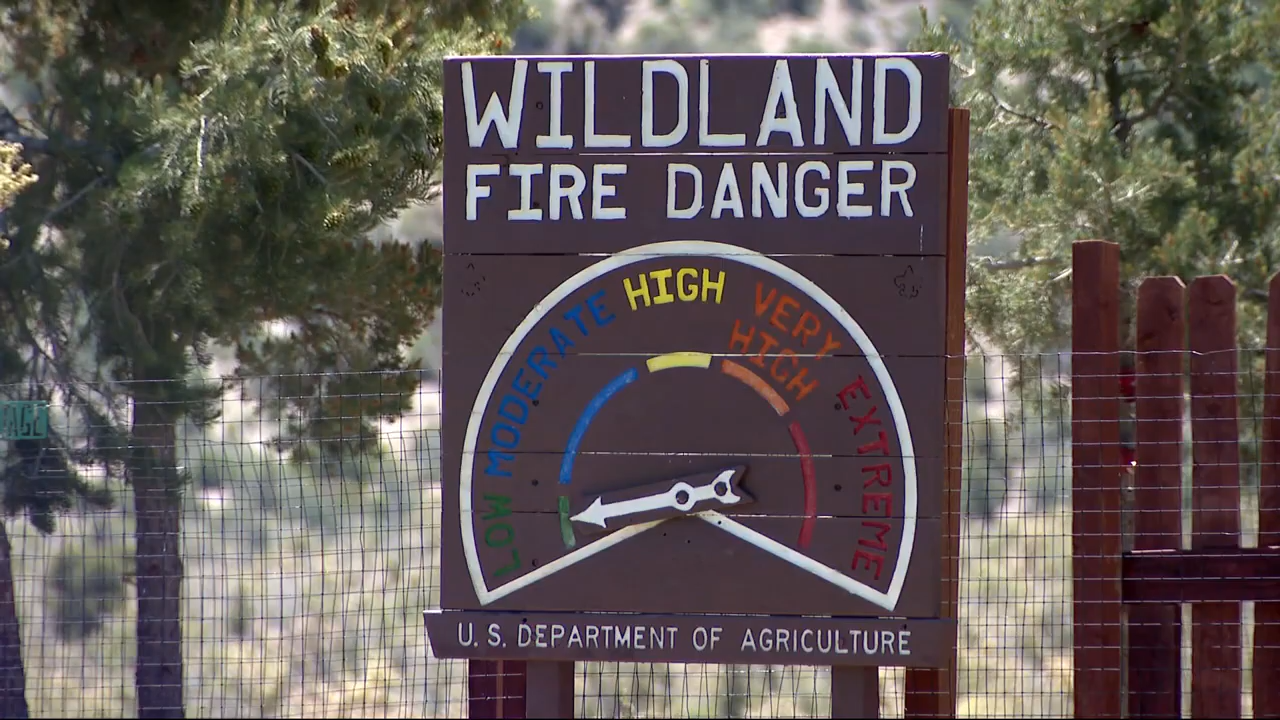 WILDLAND
FIRE DANGER
LOW
MODERATE
HIGH
VERY
HIGH
EXTREME
U. S. DEPARTMENT OF AGRICULTURE